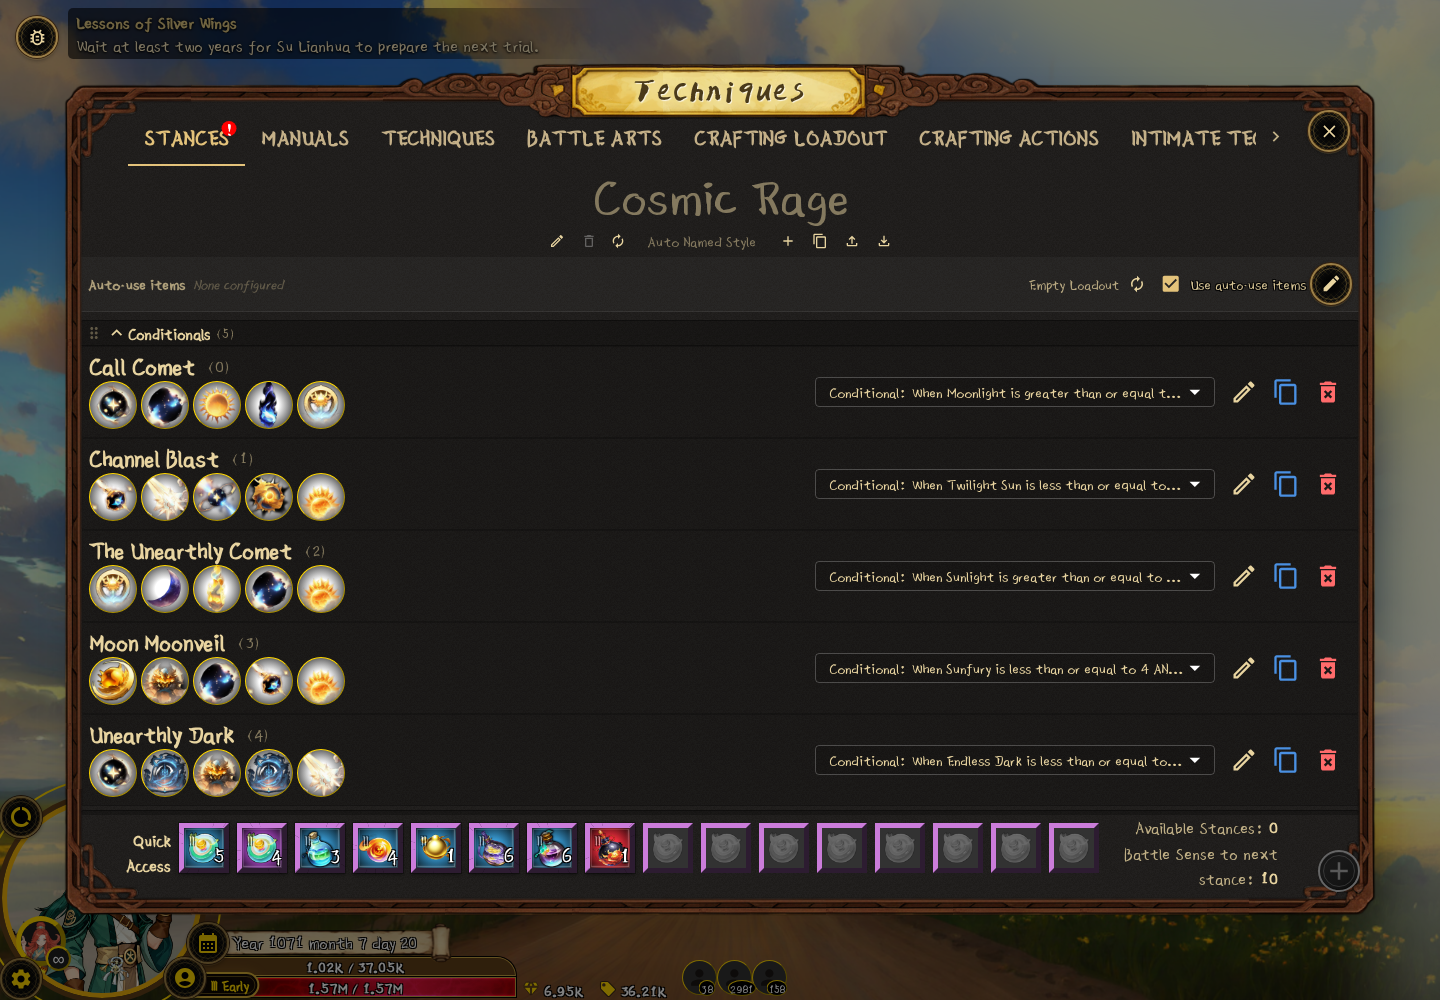 Lessons of Silver Wings
Wait at least two years for Su Lianhua to prepare the next trial.
Techniques
STANCES
MANUALS
TECHNIQUES
BATTLE ARTS
CRAFTING LOADOUT
CRAFTING ACTIONS
INTIMATE TEC
Cosmic Rage
Auto Named Style
Auto-use items None configured
Empty Loadout
Use auto-use items
Conditionals (5)
Call Comet (0)
Conditional: When Moonlight is greater than or equal t...
Channel Blast (1)
Conditional: When Twilight Sun is less than or equal to...
The Unearthly Comet (2)
Conditional: When Sunlight is greater than or equal to ...
Moon Moonveil (3)
Conditional: When Sunfury is less than or equal to 4 AN...
Unearthly Dark (4)
Conditional: When Endless Dark is less than or equal to...
Quick
Access
5
4
3
4
1
6
6
1
Available Stances: 0
Battle Sense to next
stance: 10
Year 1071 month 7 day 20
1.02K / 37.05K
III Early
1.57M / 1.57M
6.95K
36.21K
38
2981
158